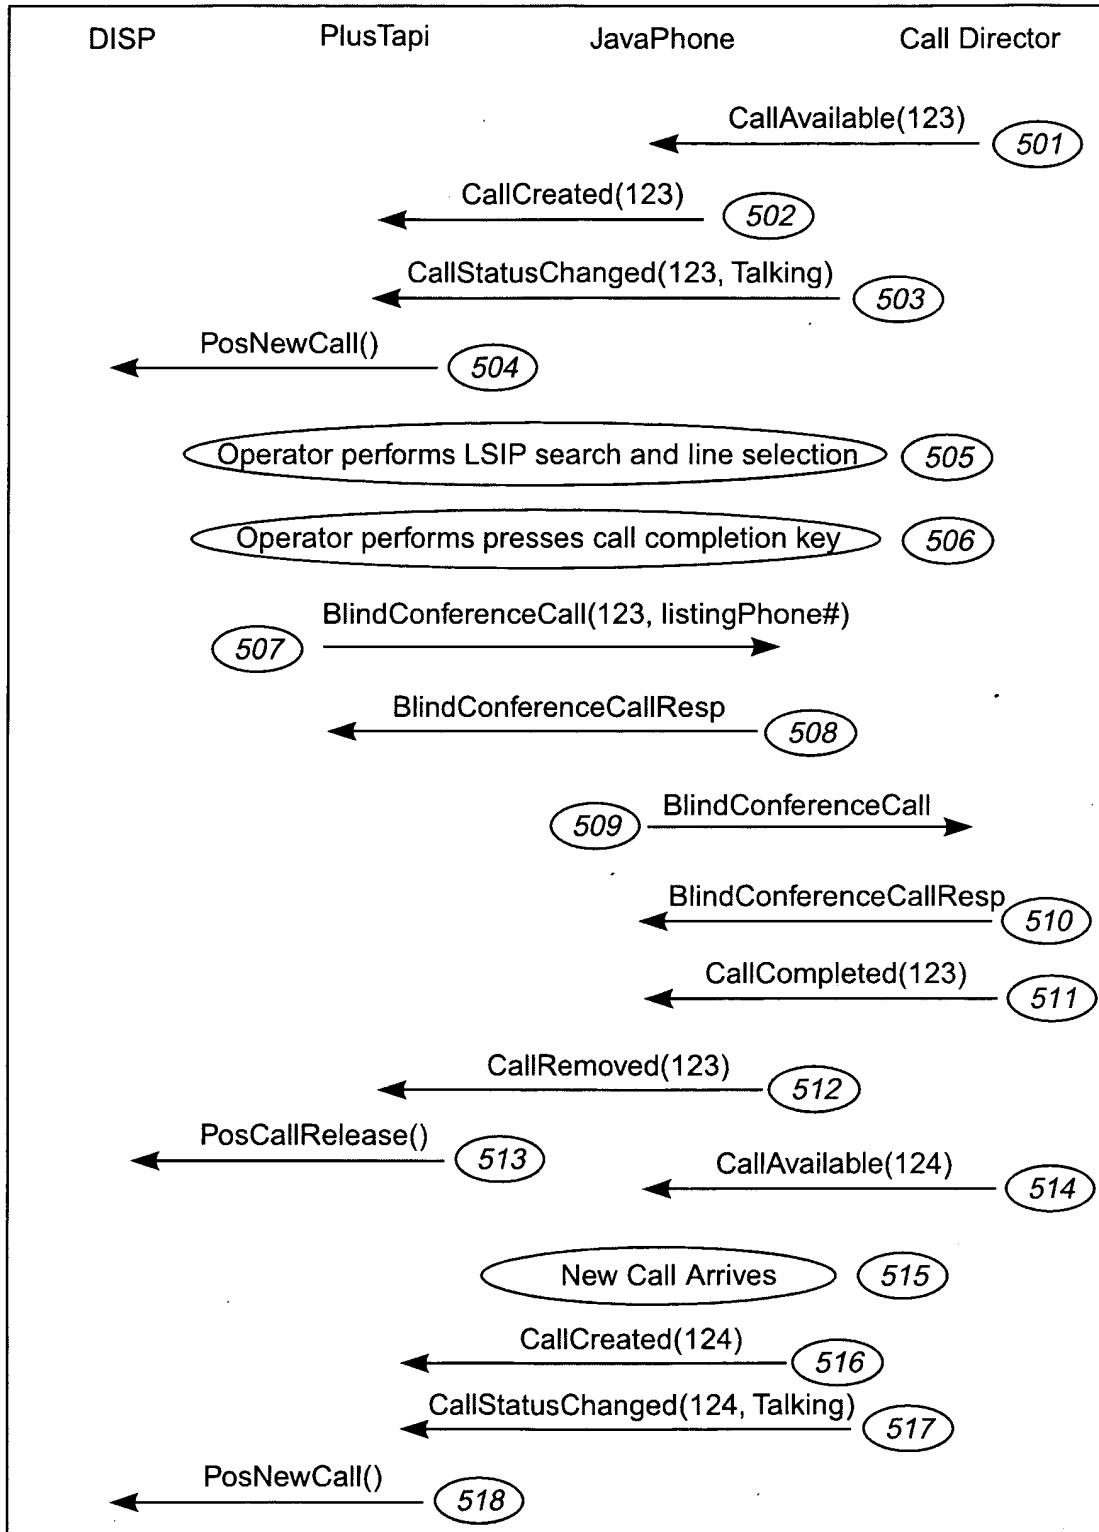 DISP PlusTapi JavaPhone Call Director
CallAvailable(123)
501
CallCreated(123)
502
CallStatusChanged(123, Talking)
503
PosNewCall()
504
Operator performs LSIP search and line selection 505
Operator performs presses call completion key 506
BlindConferenceCall(123, listingPhone#)
507
BlindConferenceCallResp
508
BlindConferenceCall
509
BlindConferenceCallResp
510
CallCompleted(123)
511
CallRemoved(123)
512
PosCallRelease()
513
CallAvailable(124)
514
New Call Arrives 515
CallCreated(124)
516
CallStatusChanged(124, Talking)
517
PosNewCall()
518